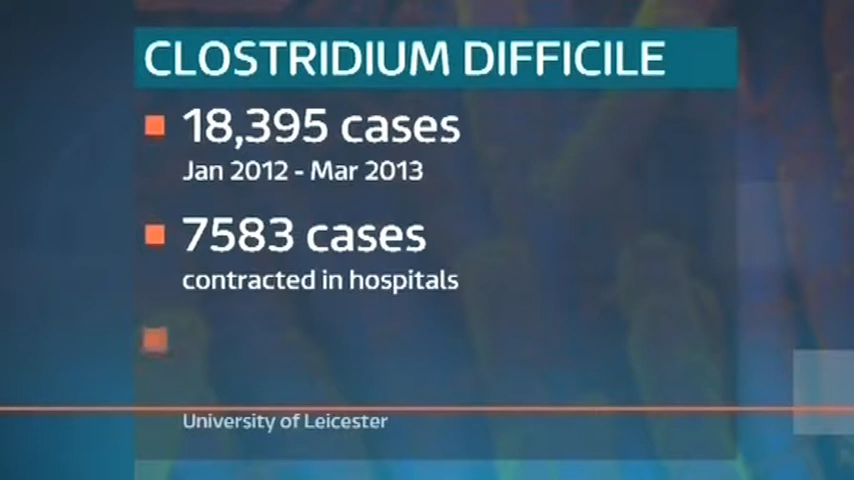 CLOSTRIDIUM DIFFICILE
18,395 cases
Jan 2012 - Mar 2013
7583 cases
contracted in hospitals
University of Leicester